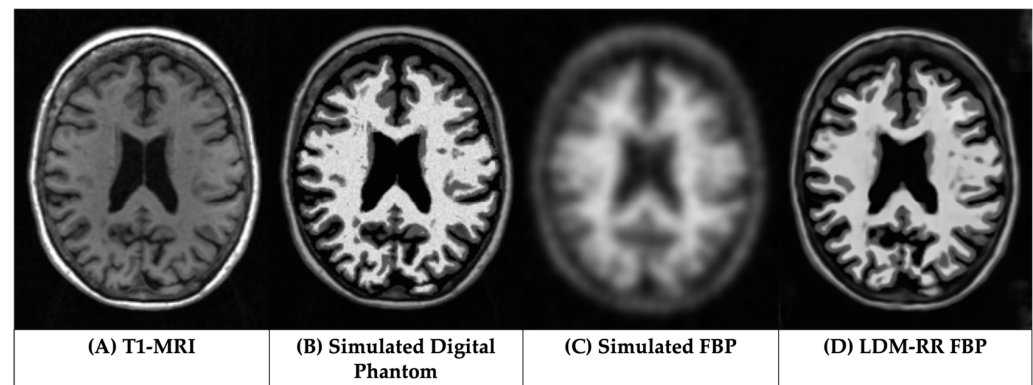 (A) T1-MRI
(B) Simulated Digital
Phantom
(C) Simulated FBP
(D) LDM-RR FBP